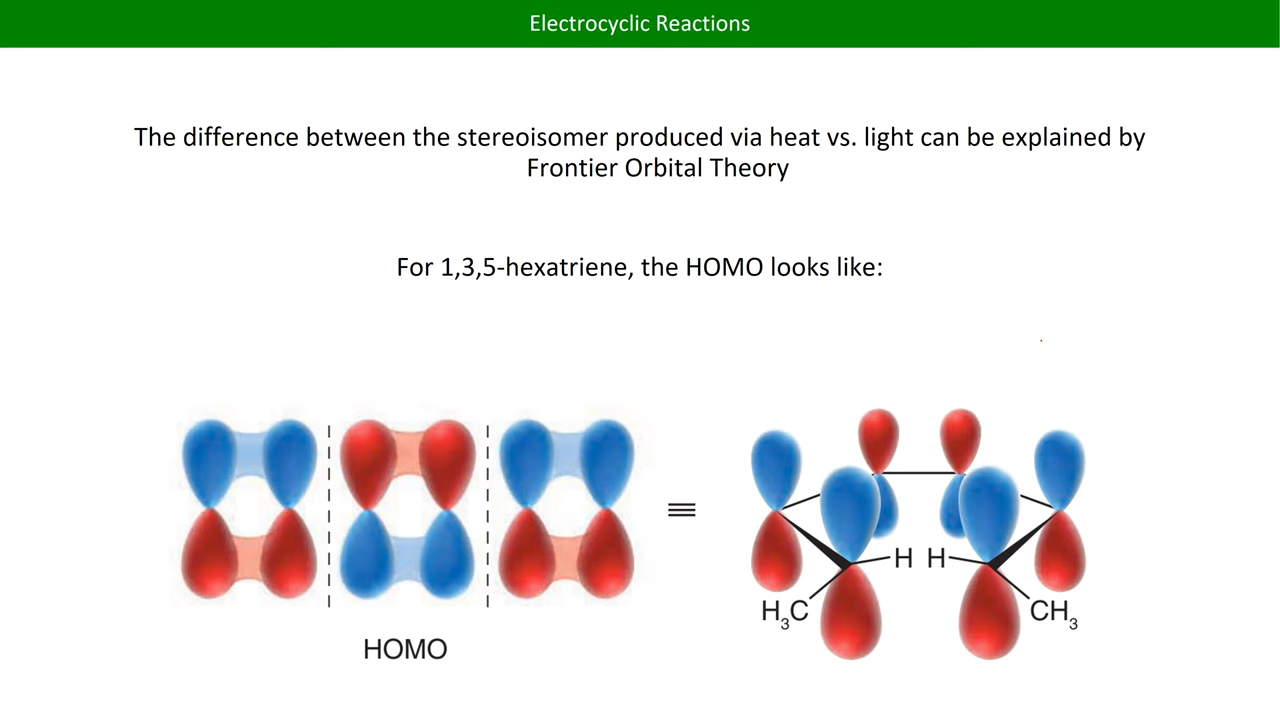 Electrocyclic Reactions
The difference between the stereoisomer produced via heat vs. light can be explained by
Frontier Orbital Theory
For 1,3,5-hexatriene, the HOMO looks like:
≡
H H
H₃C CH₃
HOMO